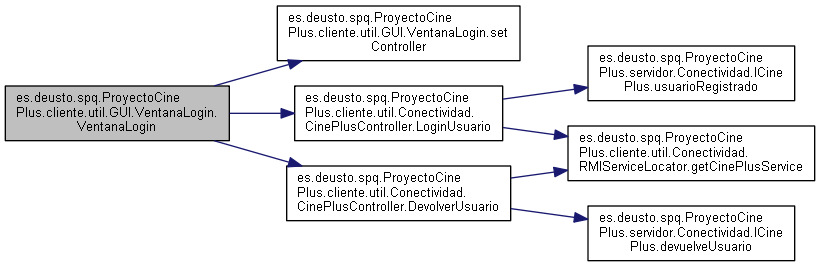 es.deusto.spq.ProyectoCine
Plus.cliente.util.GUI.VentanaLogin.
VentanaLogin
es.deusto.spq.ProyectoCine
Plus.cliente.util.GUI.VentanaLogin.set
Controller
es.deusto.spq.ProyectoCine
Plus.cliente.util.Conectividad.
CinePlusController.LoginUsuario
es.deusto.spq.ProyectoCine
Plus.cliente.util.Conectividad.
CinePlusController.DevolverUsuario
es.deusto.spq.ProyectoCine
Plus.servidor.Conectividad.ICine
Plus.usuarioRegistrado
es.deusto.spq.ProyectoCine
Plus.cliente.util.Conectividad.
RMIServiceLocator.getCinePlusService
es.deusto.spq.ProyectoCine
Plus.servidor.Conectividad.ICine
Plus.devuelveUsuario